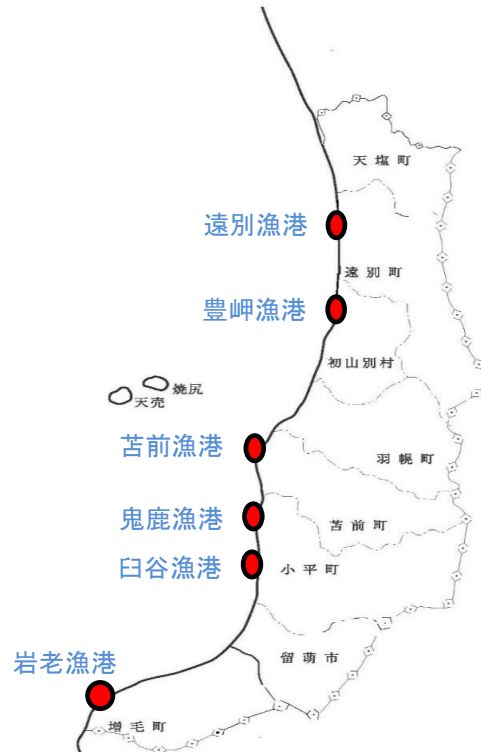 天塩町
遠別漁港
遠別町
豊岬漁港
初山別村
焼尻
天売
苫前漁港
羽幌町
鬼鹿漁港
苫前町
臼谷漁港
小平町
留萌市
岩老漁港
増毛町